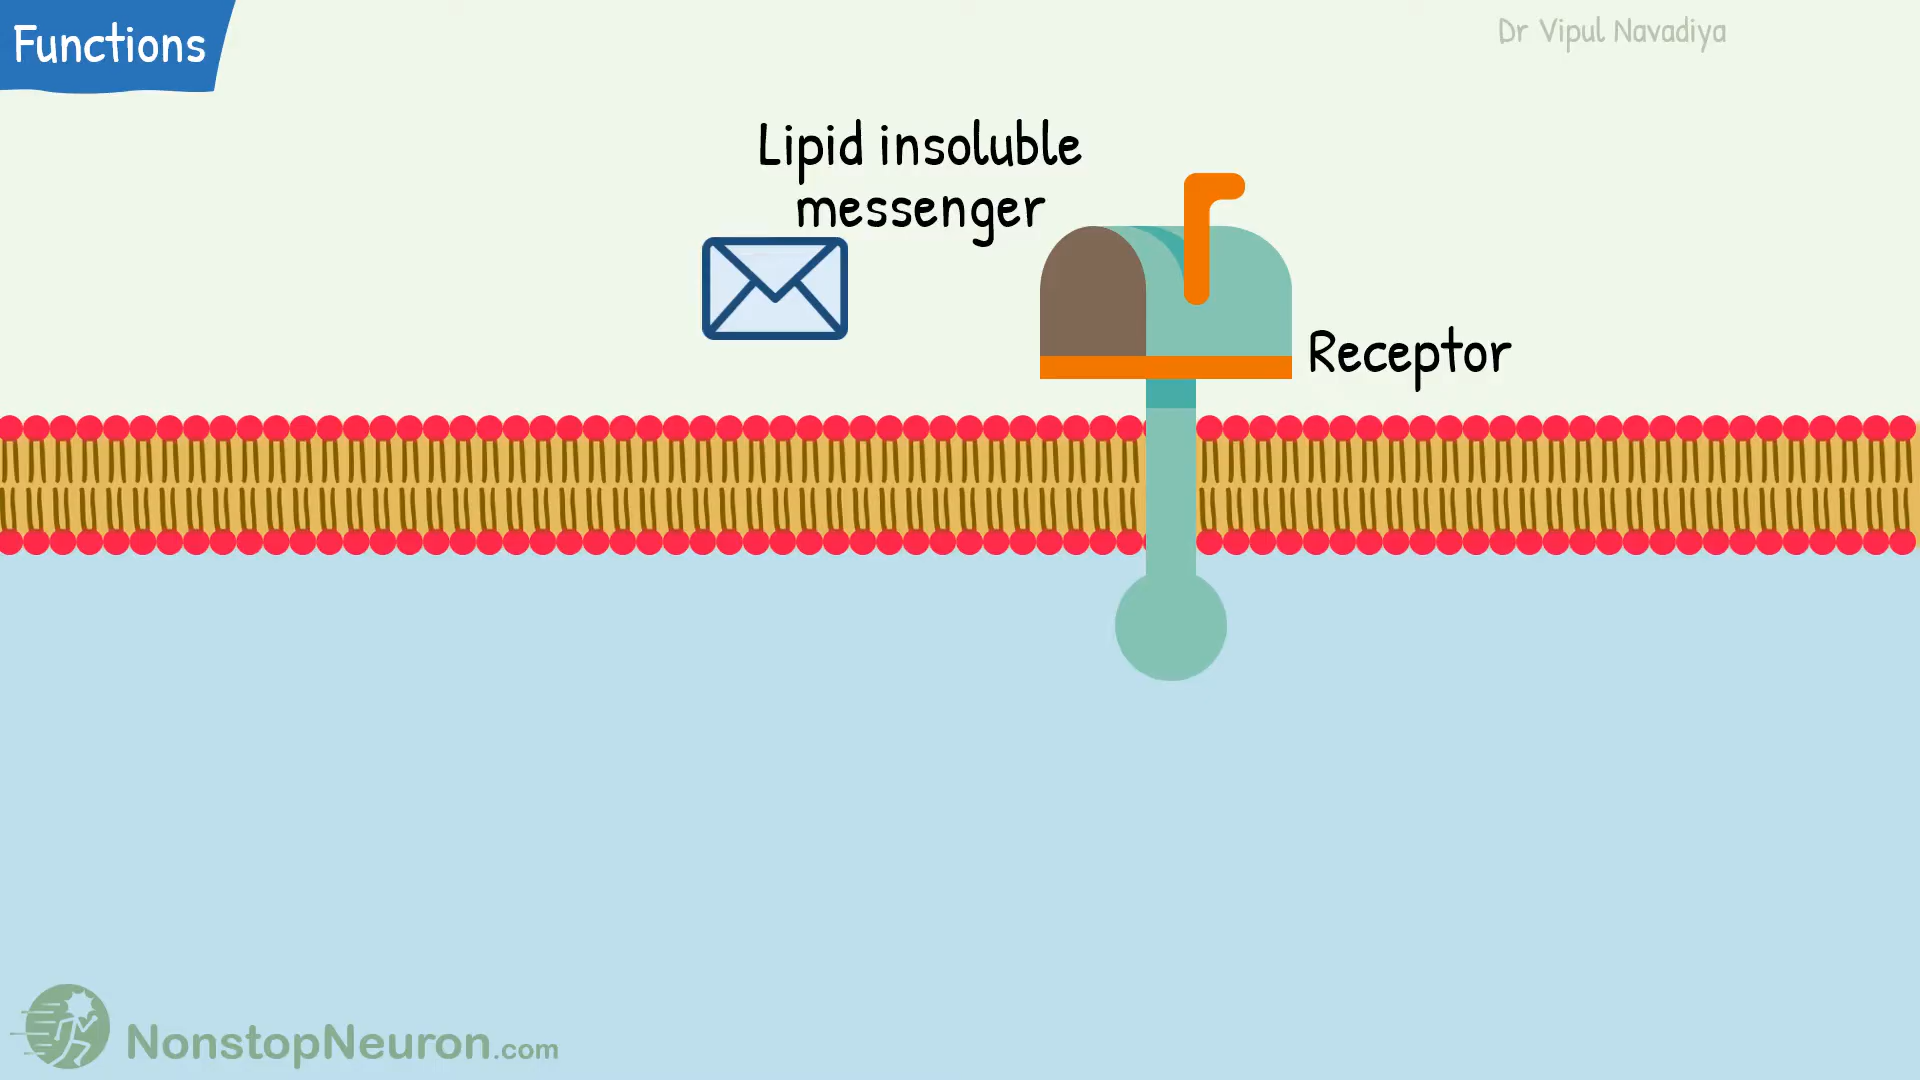 Functions
Dr Vipul Navadiya
Lipid insoluble
messenger
Receptor
NonstopNeuron.com